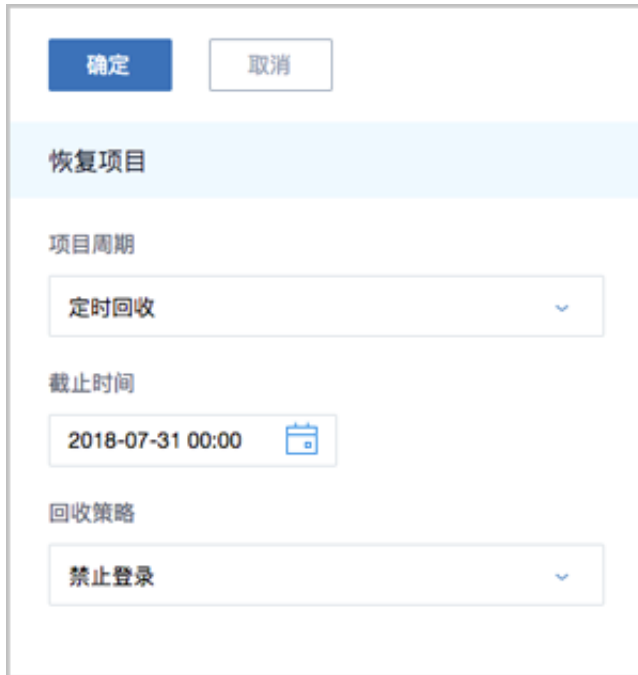 确定
取消
恢复项目
项目周期
定时回收
截止时间
2018-07-31 00:00
回收策略
禁止登录